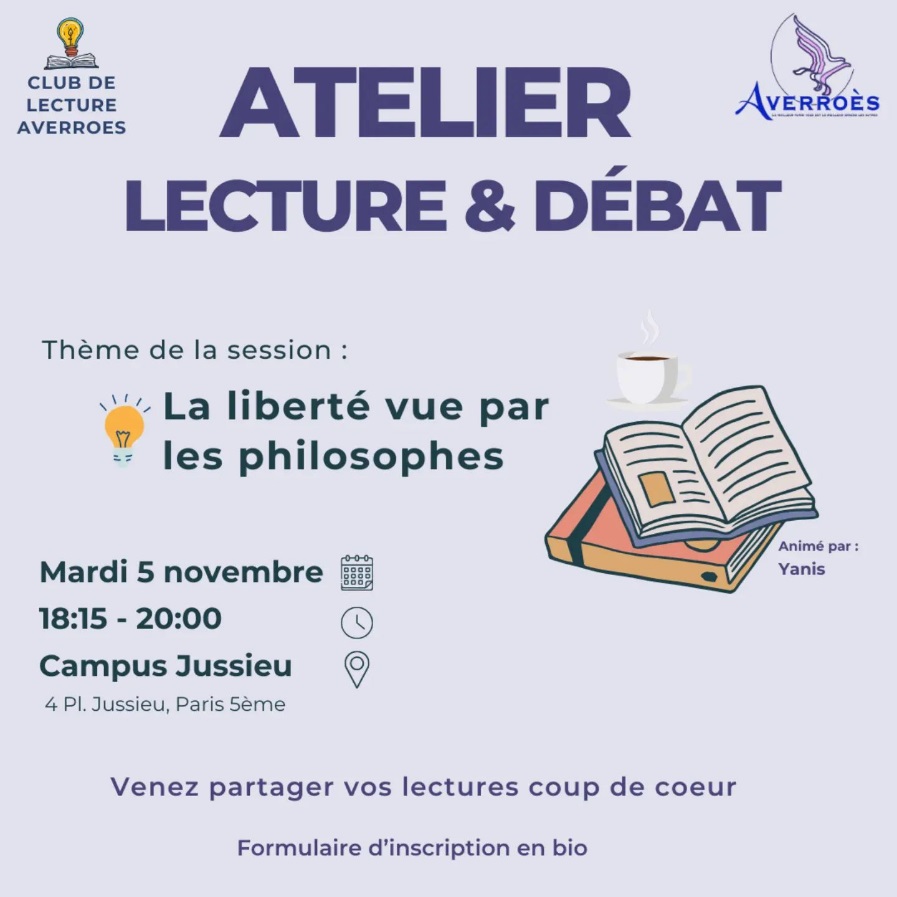 CLUB DE
LECTURE
AVERROES
AVERROÈS
ATELIER
LECTURE & DÉBAT
Thème de la session :
La liberté vue par
les philosophes
Animé par :
Yanis
Mardi 5 novembre
18:15 - 20:00
Campus Jussieu
4 Pl. Jussieu, Paris 5ème
Venez partager vos lectures coup de coeur
Formulaire d’inscription en bio